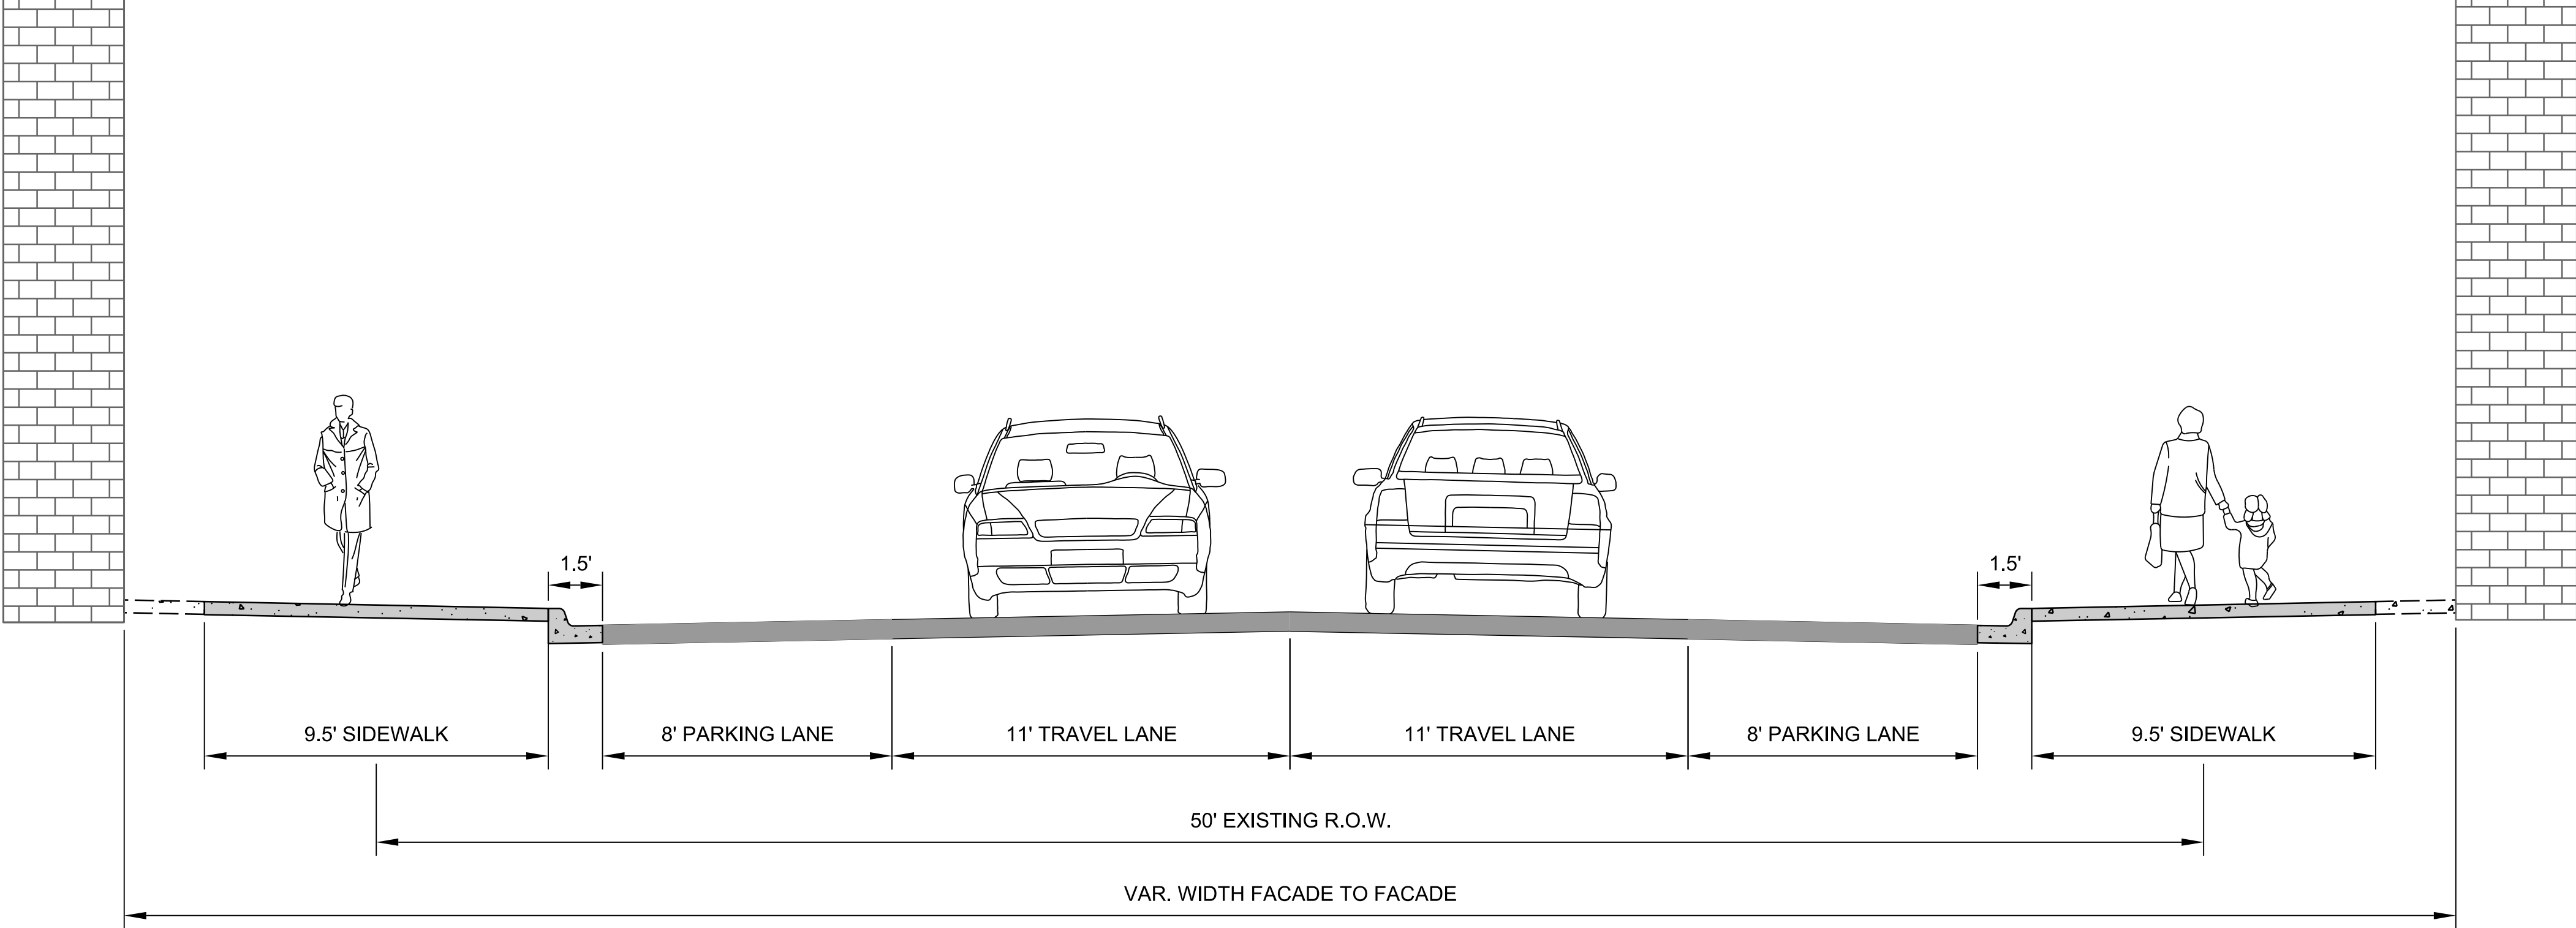 1.5'
1.5'
9.5' SIDEWALK
8' PARKING LANE
11' TRAVEL LANE
11' TRAVEL LANE
8' PARKING LANE
9.5' SIDEWALK
50' EXISTING R.O.W.
VAR. WIDTH FACADE TO FACADE